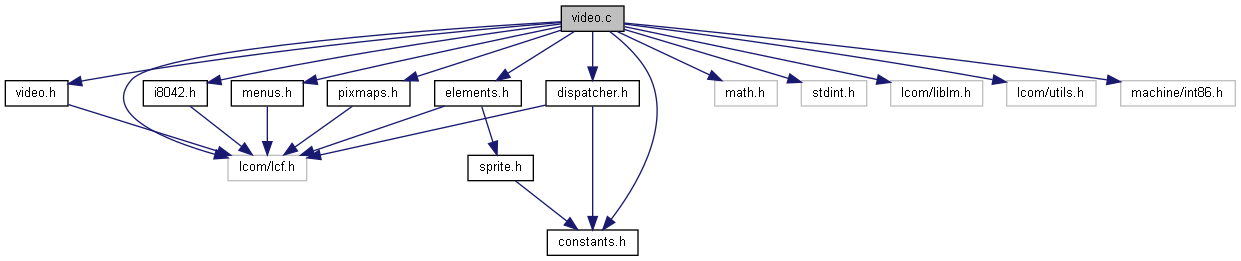 video.c
video.h
i8042.h
menus.h
pixmaps.h
elements.h
dispatcher.h
math.h
stdint.h
lcom/liblm.h
lcom/utils.h
machine/int86.h
lcom/lcf.h
sprite.h
constants.h